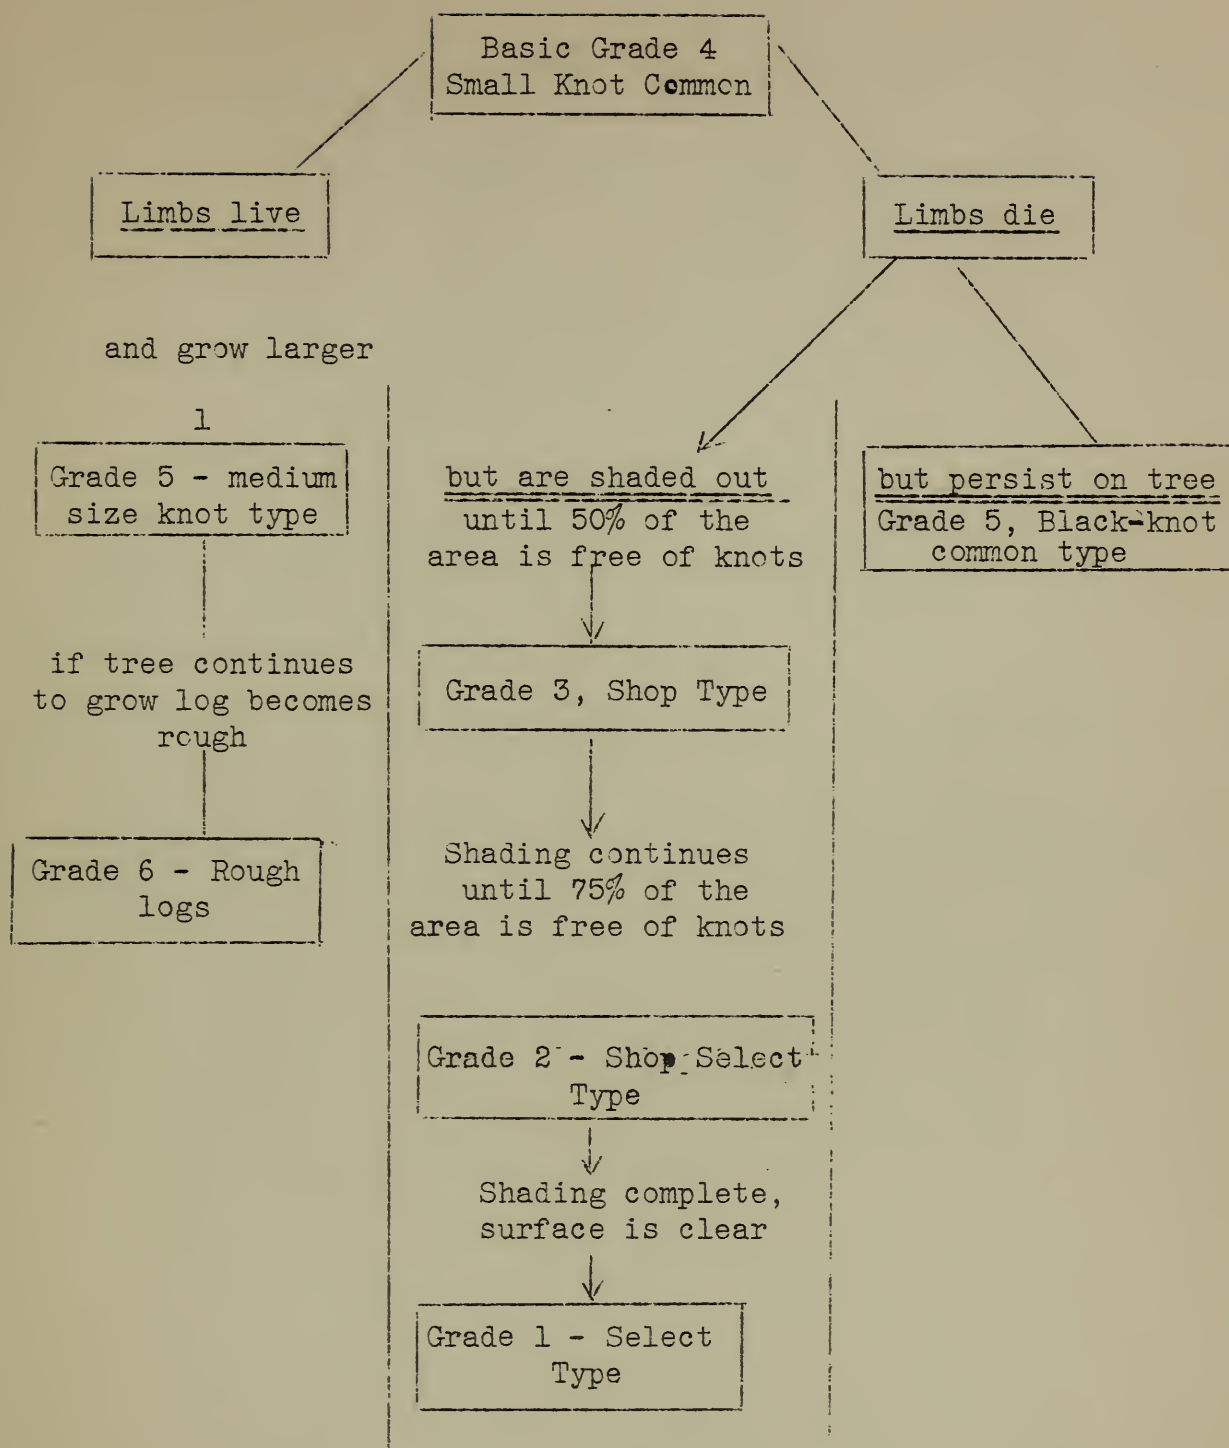 Basic Grade 4
Small Knot Common
Limbs live
and grow larger
1
Grade 5 - medium
size knot type
if tree continues
to grow log becomes
rough
Grade 6 - Rough
logs
Limbs die
but are shaded out
until 50% of the
area is free of knots
Grade 3, Shop Type
Shading continues
until 75% of the
area is free of knots
Grade 2 - Shop Select
Type
Shading complete,
surface is clear
Grade 1 - Select
Type
but persist on tree
Grade 5, Black-knot
common type